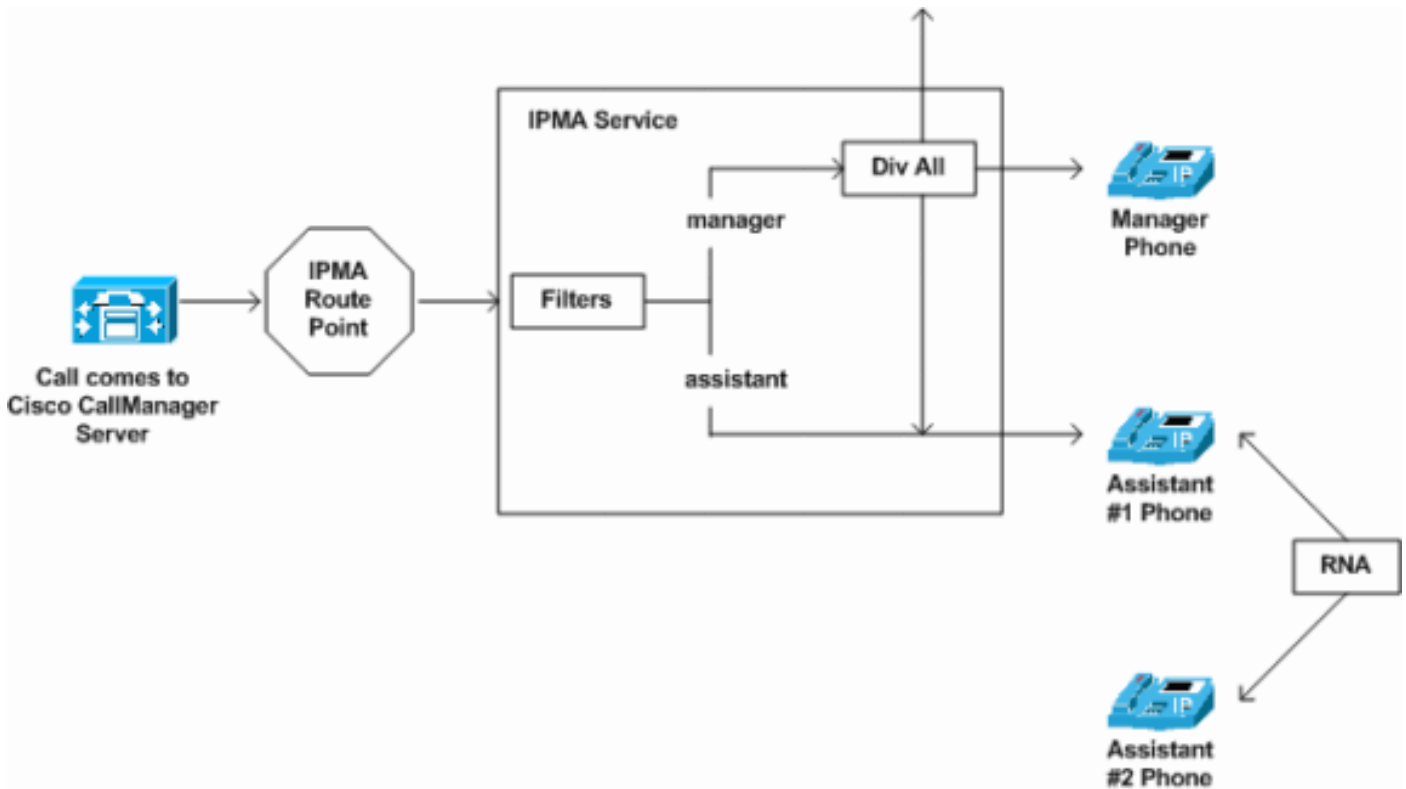 IPMA Service
Div All
manager
Manager
Phone
IPMA
Route
Point
Filters
Call comes to
Cisco CallManager
Server
assistant
IP
Assistant
#1 Phone
RNA
Assistant
#2 Phone